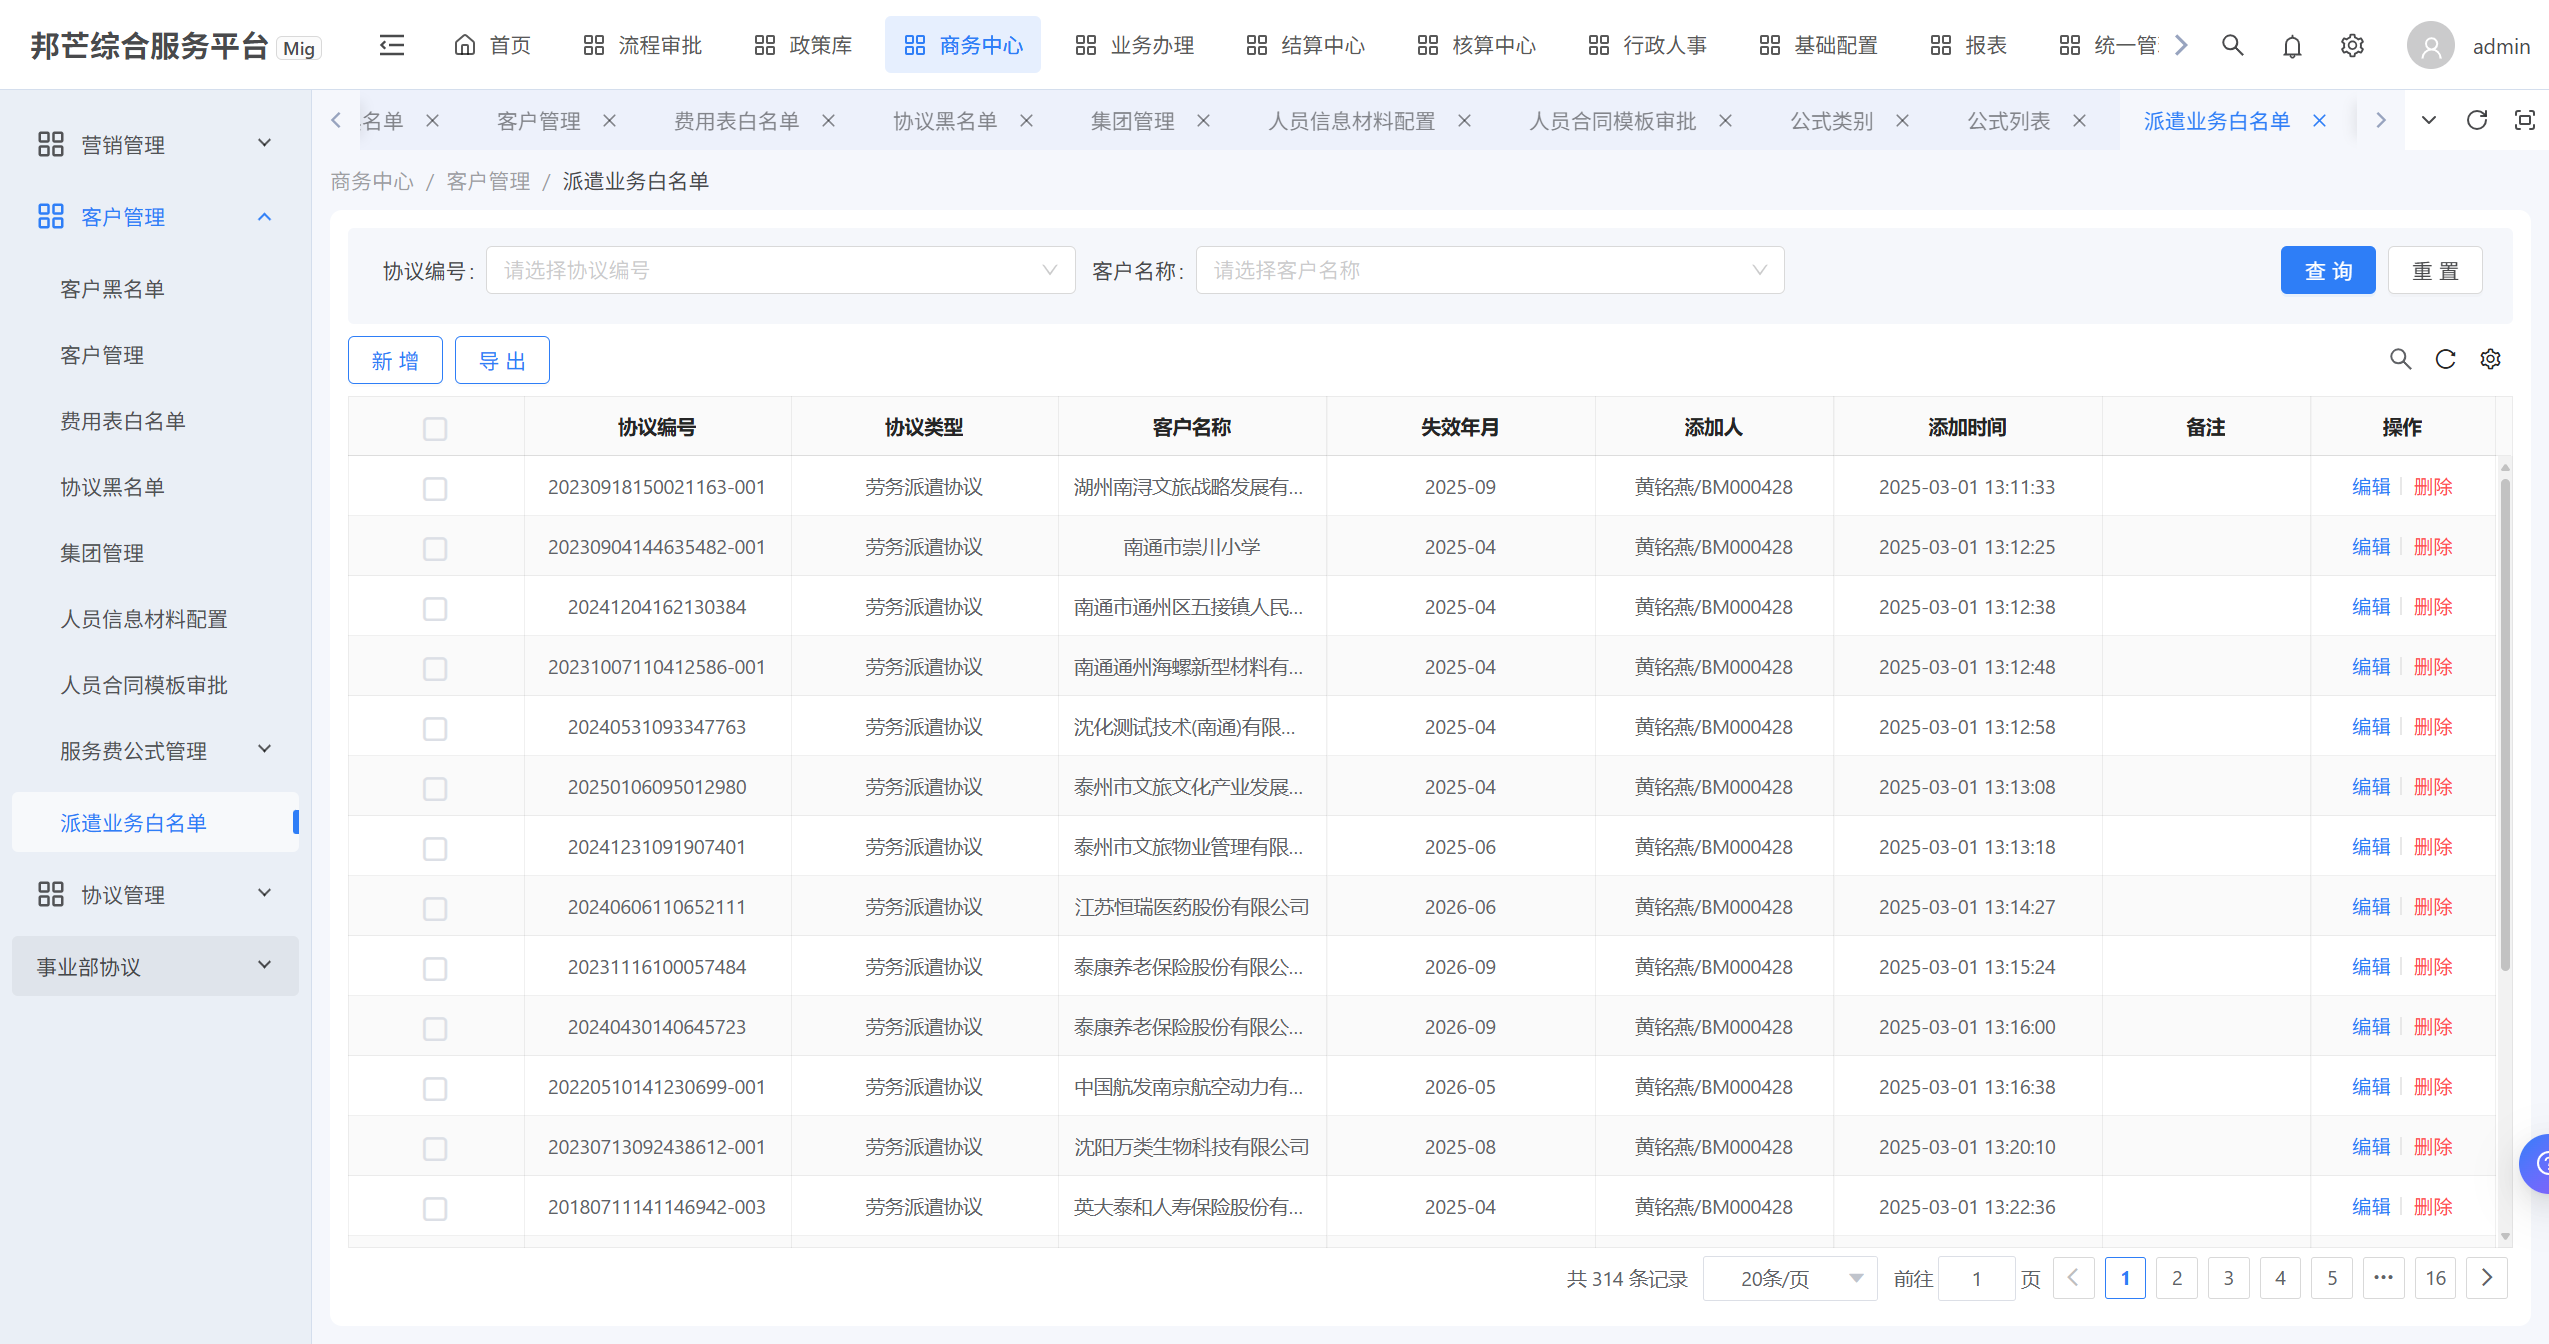 邦芒综合服务平台 Mig 首页 流程审批 政策库 商务中心 业务办理 结算中心 核算中心 行政人事 基础配置 报表 统一管 admin
名单 客户管理 费用表白名单 协议黑名单 集团管理 人员信息材料配置 人员合同模板审批 公式类别 公式列表 派遣业务白名单
商务中心 / 客户管理 / 派遣业务白名单
营销管理
客户管理
客户黑名单
客户管理
费用表白名单
协议黑名单
集团管理
人员信息材料配置
人员合同模板审批
服务费公式管理
派遣业务白名单
协议管理
事业部协议
协议编号: 请选择协议编号 客户名称: 请选择客户名称 查 询 重 置
新 增 导 出
协议编号 协议类型 客户名称 失效年月 添加人 添加时间 备注 操作
20230918150021163-001 劳务派遣协议 湖州南浔文旅战略发展有... 2025-09 黄铭燕/BM000428 2025-03-01 13:11:33 编辑 删除
20230904144635482-001 劳务派遣协议 南通市崇川小学 2025-04 黄铭燕/BM000428 2025-03-01 13:12:25 编辑 删除
20241204162130384 劳务派遣协议 南通市通州区五接镇人民... 2025-04 黄铭燕/BM000428 2025-03-01 13:12:38 编辑 删除
20231007110412586-001 劳务派遣协议 南通通州海螺新型材料有... 2025-04 黄铭燕/BM000428 2025-03-01 13:12:48 编辑 删除
20240531093347763 劳务派遣协议 沈化测试技术(南通)有限... 2025-04 黄铭燕/BM000428 2025-03-01 13:12:58 编辑 删除
20250106095012980 劳务派遣协议 泰州市文旅文化产业发展... 2025-04 黄铭燕/BM000428 2025-03-01 13:13:08 编辑 删除
20241231091907401 劳务派遣协议 泰州市文旅物业管理有限... 2025-06 黄铭燕/BM000428 2025-03-01 13:13:18 编辑 删除
20240606110652111 劳务派遣协议 江苏恒瑞医药股份有限公司 2026-06 黄铭燕/BM000428 2025-03-01 13:14:27 编辑 删除
20231116100057484 劳务派遣协议 泰康养老保险股份有限公... 2026-09 黄铭燕/BM000428 2025-03-01 13:15:24 编辑 删除
20240430140645723 劳务派遣协议 泰康养老保险股份有限公... 2026-09 黄铭燕/BM000428 2025-03-01 13:16:00 编辑 删除
20220510141230699-001 劳务派遣协议 中国航发南京航空动力有... 2026-05 黄铭燕/BM000428 2025-03-01 13:16:38 编辑 删除
20230713092438612-001 劳务派遣协议 沈阳万类生物科技有限公司 2025-08 黄铭燕/BM000428 2025-03-01 13:20:10 编辑 删除
20180711141146942-003 劳务派遣协议 英大泰和人寿保险股份有... 2025-04 黄铭燕/BM000428 2025-03-01 13:22:36 编辑 删除
共 314 条记录 20条/页 前往 1 页 1 2 3 4 5 ••• 16